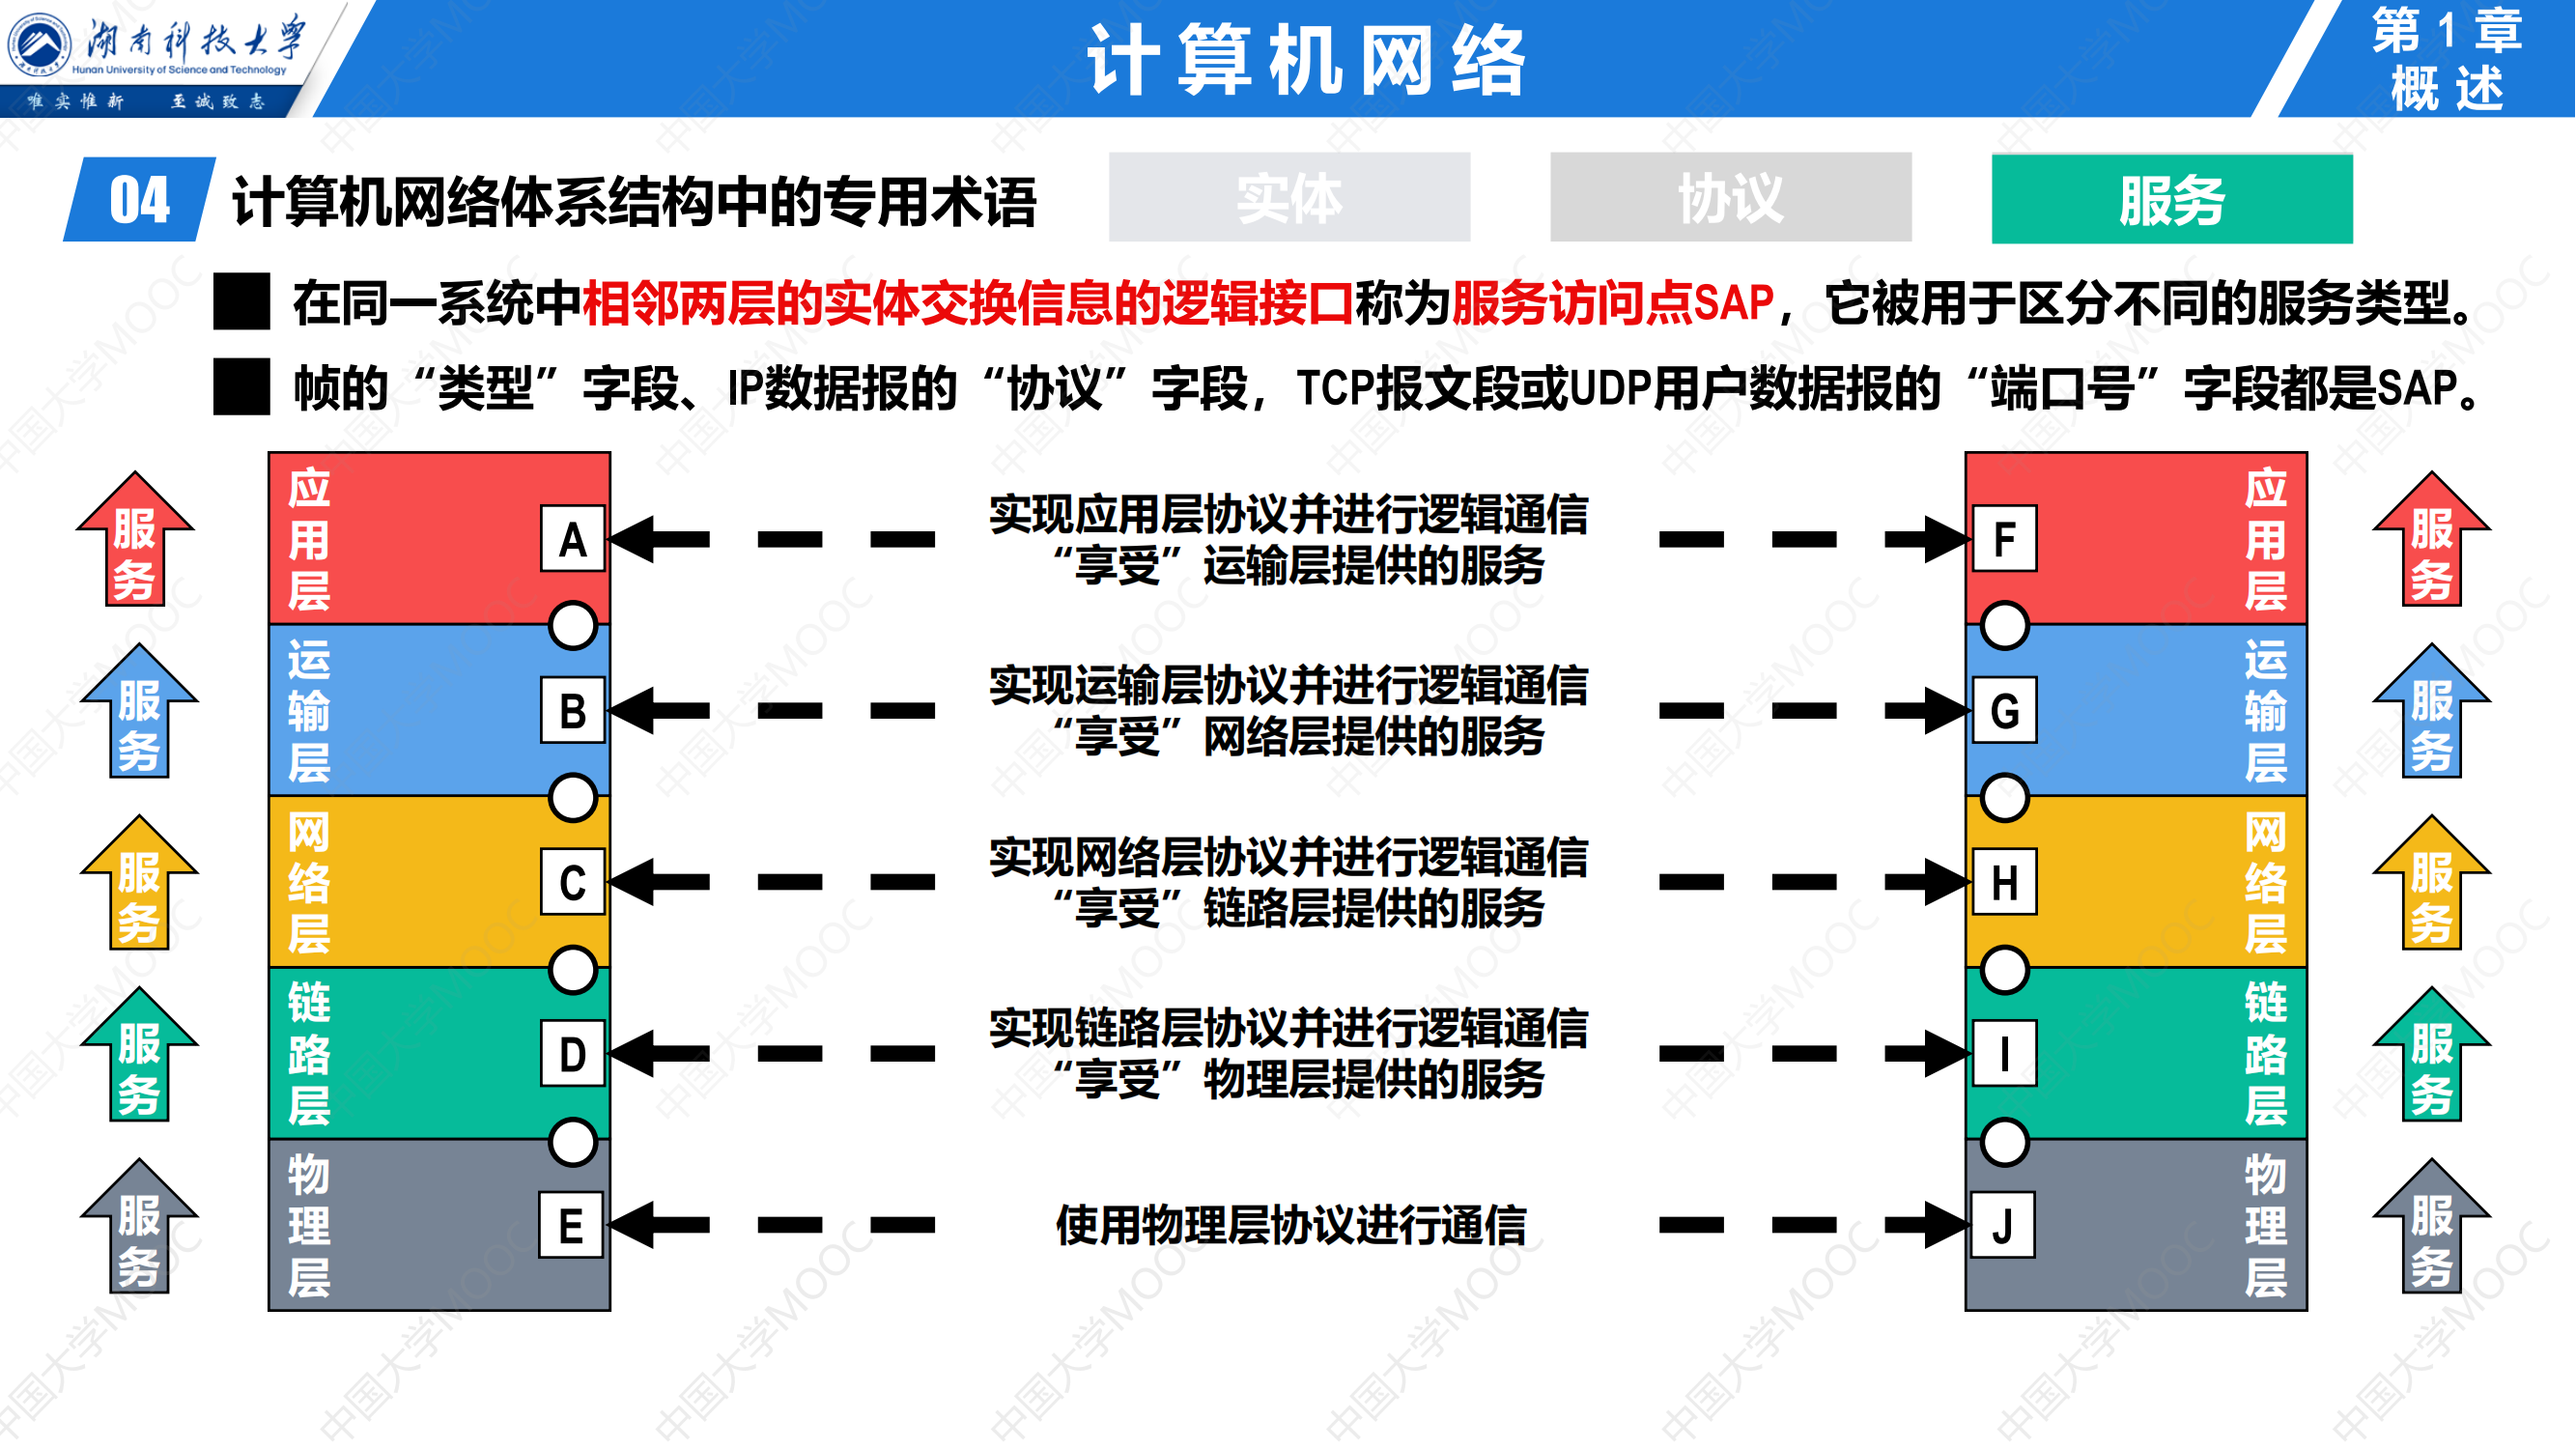 湖南科技大学
Hunan University of Science and Technology
唯实惟新 至诚致志
计算机网络
第1章
概述
04 计算机网络体系结构中的专用术语
实体
协议
服务
在同一系统中相邻两层的实体交换信息的逻辑接口称为服务访问点SAP，它被用于区分不同的服务类型。
帧的“类型”字段、IP数据报的“协议”字段，TCP报文段或UDP用户数据报的“端口号”字段都是SAP。
服务
应用层
A
实现应用层协议并进行逻辑通信
“享受”运输层提供的服务
F
应用层
服务
服务
运输层
B
实现运输层协议并进行逻辑通信
“享受”网络层提供的服务
G
运输层
服务
服务
网络层
C
实现网络层协议并进行逻辑通信
“享受”链路层提供的服务
H
网络层
服务
服务
链路层
D
实现链路层协议并进行逻辑通信
“享受”物理层提供的服务
I
链路层
服务
服务
物理层
E
使用物理层协议进行通信
J
物理层
服务
中国大学MOOC